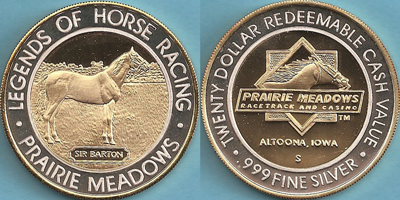 · LEGENDS OF HORSE RACING ·
PRAIRIE MEADOWS
SIR BARTON
· TWENTY DOLLAR REDEEMABLE CASH VALUE ·
PRAIRIE MEADOWS
RACETRACK AND CASINO
TM
ALTOONA, IOWA
S
.999 FINE SILVER